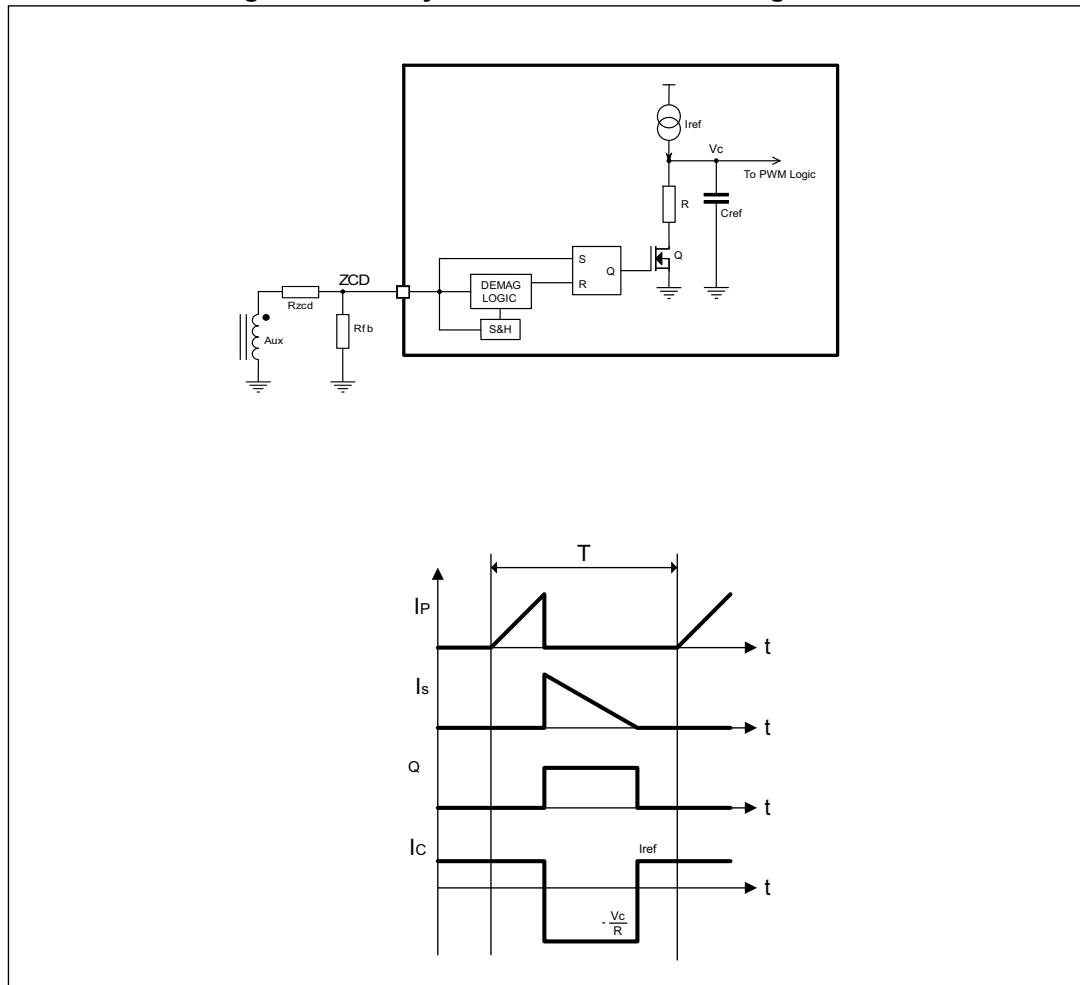 Iref
Vc
To PWM Logic
R
Cref
Q
S
Q
R
ZCD
DEMAG
LOGIC
S&H
Rzcd
Rfb
Aux
T
IP
t
Is
t
Q
t
IC
Iref
t
- Vc
R